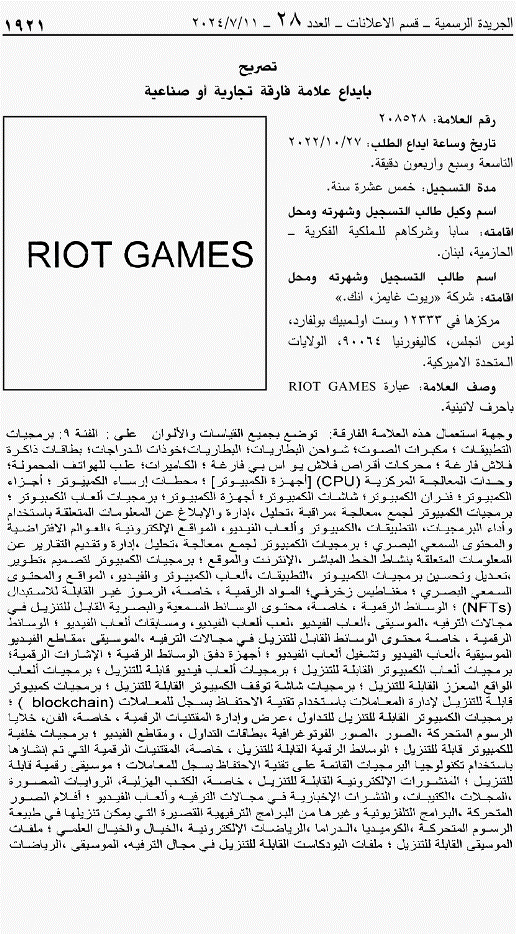 الجريدة الرسمية – قسم الاعلانات – العدد ٢٨ – ٢٠٢٤/٧/١١ ١٩٢١
تصريح
بايداع علامة فارقة تجارية أو صناعية
RIOT GAMES
رقم العلامة: ٢٠٨٥٢٨
تاريخ وساعة ايداع الطلب: ٢٠٢٢/١٠/٢٧
التاسعة وسبع واربعون دقيقة.
مدة التسجيل: خمس عشرة سنة.
اسم وكيل طالب التسجيل وشهرته ومحل
اقامته: سابا وشركاهم للملكية الفكرية –
الحازمية، لبنان.
اسم طالب التسجيل وشهرته ومحل
اقامته: شركة «ريوت غايمز، انك.»
مركزها في ١٢٣٣٣ وست اولمبيك بولفارد،
لوس انجلس، كاليفورنيا ٩٠٠٦٤، الولايات
المتحدة الاميركية.
وصف العلامة: عبارة RIOT GAMES
باحرف لاتينية.
وجهة استعمال هذه العلامة الفارقة: توضع بجميع القياسات والألوان على : الفئة ٩: برمجيات
التطبيقات ؛ مكبرات الصوت؛ شواحن البطاريات؛ البطاريات؛خوذات الدراجات؛ بطاقات ذاكرة
فلاش فارغة ؛ محركات أقراص فلاش يو اس بي فارغة ؛ الكاميرات؛ علب للهواتف المحمولة؛
وحدات المعالجة المركزية (CPU) [أجهزة الكمبيوتر] ؛ محطات إرساء الكمبيوتر ؛ أجزاء
الكمبيوتر؛ فئران الكمبيوتر؛ شاشات الكمبيوتر؛ أجهزة الكمبيوتر؛ برمجيات ألعاب الكمبيوتر ؛
برمجيات الكمبيوتر لجمع ،معالجة ،مراقبة ،تحليل ،إدارة والإبلاغ عن المعلومات المتعلقة باستخدام
وأداء البرمجيات، التطبيقات ،الكمبيوتر وألعاب الفيديو، المواقع الإلكترونية ،العوالم الافتراضية
والمحتوى السمعي البصري ؛ برمجيات الكمبيوتر لجمع ،معالجة ،تحليل ،إدارة وتقديم التقارير عن
المعلومات المتعلقة بنشاط الخط المباشر ،الإنترنت والموقع ؛ برمجيات الكمبيوتر لتصميم ،تطوير
،تعديل وتحسين برمجيات الكمبيوتر ،التطبيقات ،ألعاب الكمبيوتر والفيديو، المواقع والمحتوى
السمعي البصري ؛ مغناطيس زخرفي؛ المواد الرقمية ، خاصة، الرموز غير القابلة للاستبدال
(NFTs) ؛ الوسائط الرقمية ، خاصة، محتوى الوسائط السمعية والبصرية القابل للتنزيل في
مجالات الترفيه ،الموسيقى ،ألعاب الفيديو ،لعب ألعاب الفيديو، ومسابقات ألعاب الفيديو ؛ الوسائط
الرقمية ، خاصة محتوى الوسائط القابل للتنزيل في مجالات الترفيه ،الموسيقى ،مقاطع الفيديو
الموسيقية ،ألعاب الفيديو وتشغيل ألعاب الفيديو ؛ أجهزة دفق الوسائط الرقمية ؛ الإشارات الرقمية؛
برمجيات ألعاب الكمبيوتر القابلة للتنزيل ؛ برمجيات ألعاب فيديو قابلة للتنزيل ؛ برمجيات ألعاب
الواقع المعزز القابلة للتنزيل ؛ برمجيات شاشة توقف الكمبيوتر القابلة للتنزيل ؛ برمجيات كمبيوتر
قابلة للتنزيل لإدارة المعاملات باستخدام تقنية الاحتفاظ بسجل للمعاملات (blockchain ) ؛
برمجيات الكمبيوتر القابلة للتنزيل للتداول ،عرض وإدارة المقتنيات الرقمية ، خاصة، الفن، خلايا
الرسوم المتحركة ،الصور ،الصور الفوتوغرافية ،بطاقات التداول ، ومقاطع الفيديو ؛ برمجيات خلفية
للكمبيوتر قابلة للتنزيل ؛ الوسائط الرقمية القابلة للتنزيل ، خاصة، المقتنيات الرقمية التي تم إنشاؤها
باستخدام تكنولوجيا البرمجيات القائمة على تقنية الاحتفاظ بسجل للمعاملات ؛ موسيقى رقمية قابلة
للتنزيل ؛ المنشورات الإلكترونية القابلة للتنزيل ، خاصة، الكتب الهزلية، الروايات المصورة
،المجلات ،الكتيبات، والنشرات الإخبارية في مجالات الترفيه وألعاب الفيديو ؛ أفلام الصور
المتحركة ،البرامج التلفزيونية وغيرها من البرامج الترفيهية القصيرة التي يمكن تنزيلها في طبيعة
الرسوم المتحركة ،الكوميديا ،الدراما ،الرياضات الإلكترونية ،الخيال والخيال العلمي ؛ ملفات
الموسيقى القابلة للتنزيل ؛ ملفات البودكاست القابلة للتنزيل في مجال الترفيه، الموسيقى ،الرياضات